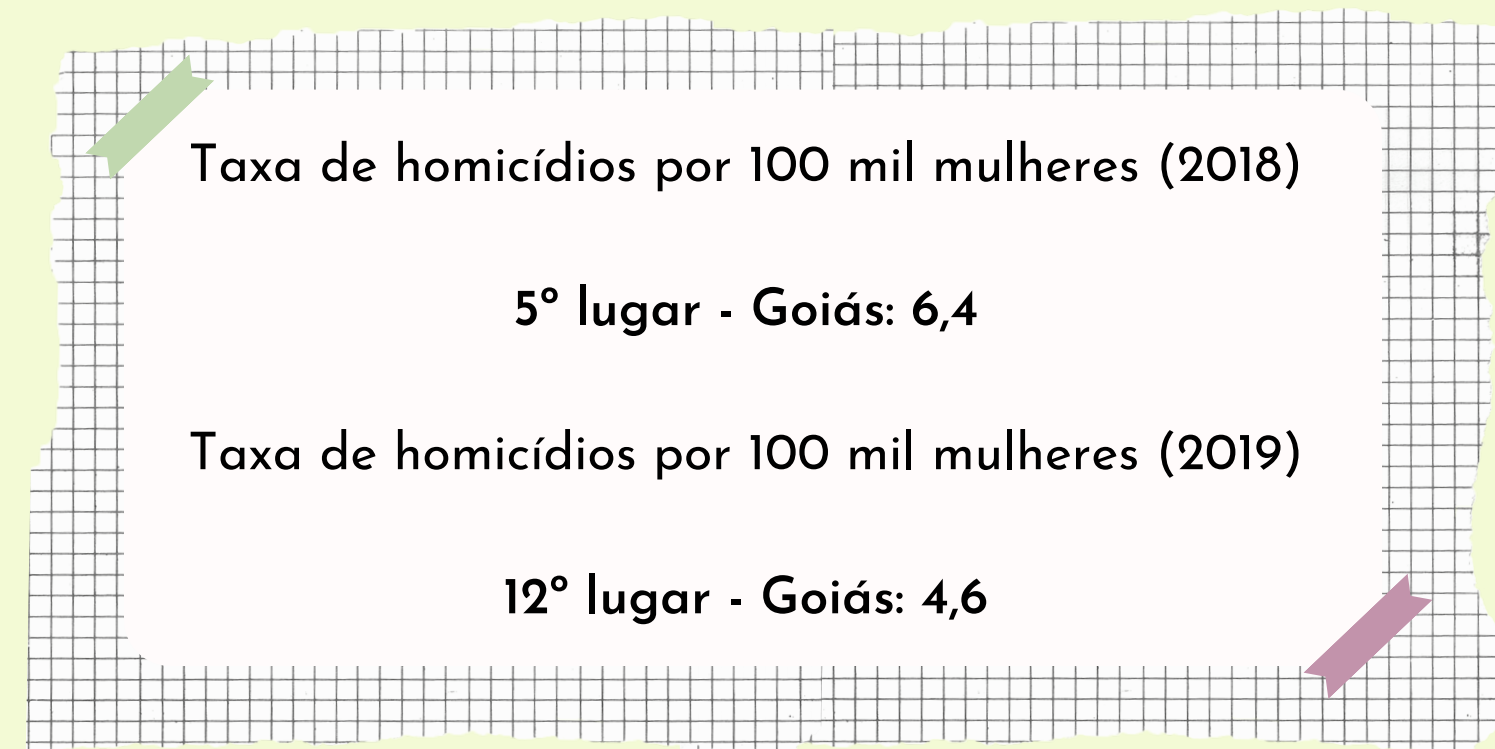 Taxa de homicídios por 100 mil mulheres (2018)
5º lugar - Goiás: 6,4
Taxa de homicídios por 100 mil mulheres (2019)
12º lugar - Goiás: 4,6